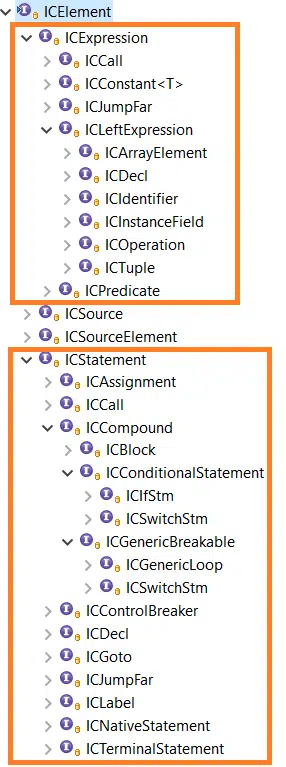 ICElement
ICExpression
ICCall
ICConstant<T>
ICJumpFar
ICLeftExpression
ICArrayElement
ICDecl
ICIdentifier
ICInstanceField
ICOperation
ICTuple
ICPredicate
ICSource
ICSourceElement
ICStatement
ICAssignment
ICCall
ICCompound
ICBlock
ICConditionalStatement
ICIfStm
ICSwitchStm
ICGenericBreakable
ICGenericLoop
ICSwitchStm
ICControlBreaker
ICDecl
ICGoto
ICJumpFar
ICLabel
ICNativeStatement
ICTerminalStatement